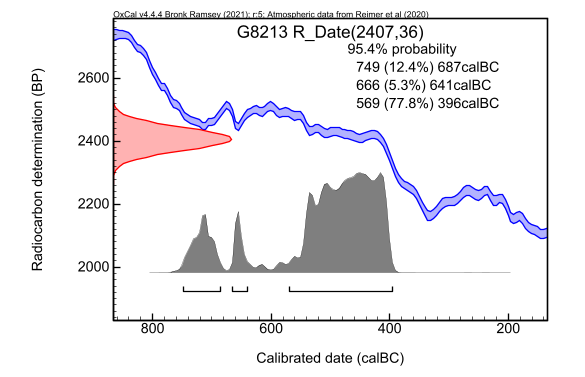 OxCal v4.4.4 Bronk Ramsey (2021); r:5; Atmospheric data from Reimer et al (2020)
G8213 R_Date(2407,36)
95.4% probability
749 (12.4%) 687calBC
666 (5.3%) 641calBC
569 (77.8%) 396calBC
Radiocarbon determination (BP)
2600
2400
2200
2000
800 600 400 200
Calibrated date (calBC)